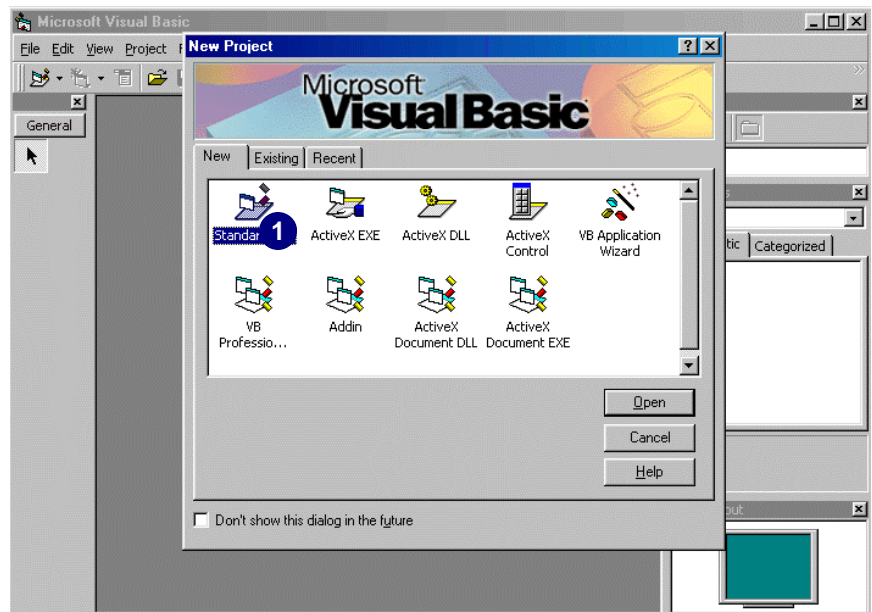 Microsoft Visual Basic
File Edit View Project
New Project
General
Microsoft
Visual Basic
New Existing Recent
Standar 1
ActiveX EXE
ActiveX DLL
ActiveX
Control
VB Application
Wizard
VB
Professio...
Addin
ActiveX
Document DLL
ActiveX
Document EXE
Open
Cancel
Help
Don't show this dialog in the future
Categorized